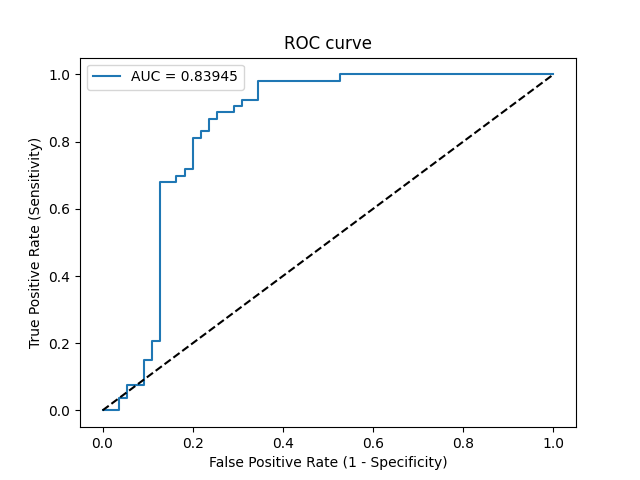 ROC curve
AUC = 0.83945
1.0
0.8
0.6
0.4
0.2
0.0
True Positive Rate (Sensitivity)
0.0 0.2 0.4 0.6 0.8 1.0
False Positive Rate (1 - Specificity)